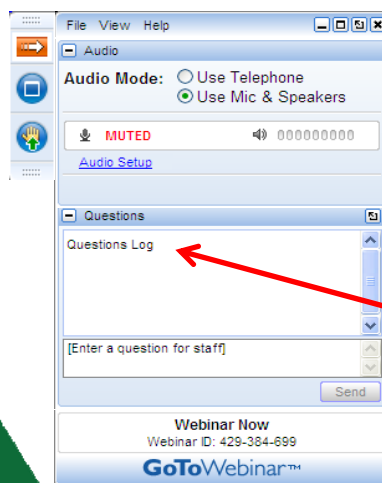 File View Help
Audio
Audio Mode: Use Telephone
Use Mic & Speakers
MUTED 000000000
Audio Setup
Questions
Questions Log
[Enter a question for staff]
Send
Webinar Now
Webinar ID: 429-384-699
GoToWebinar™